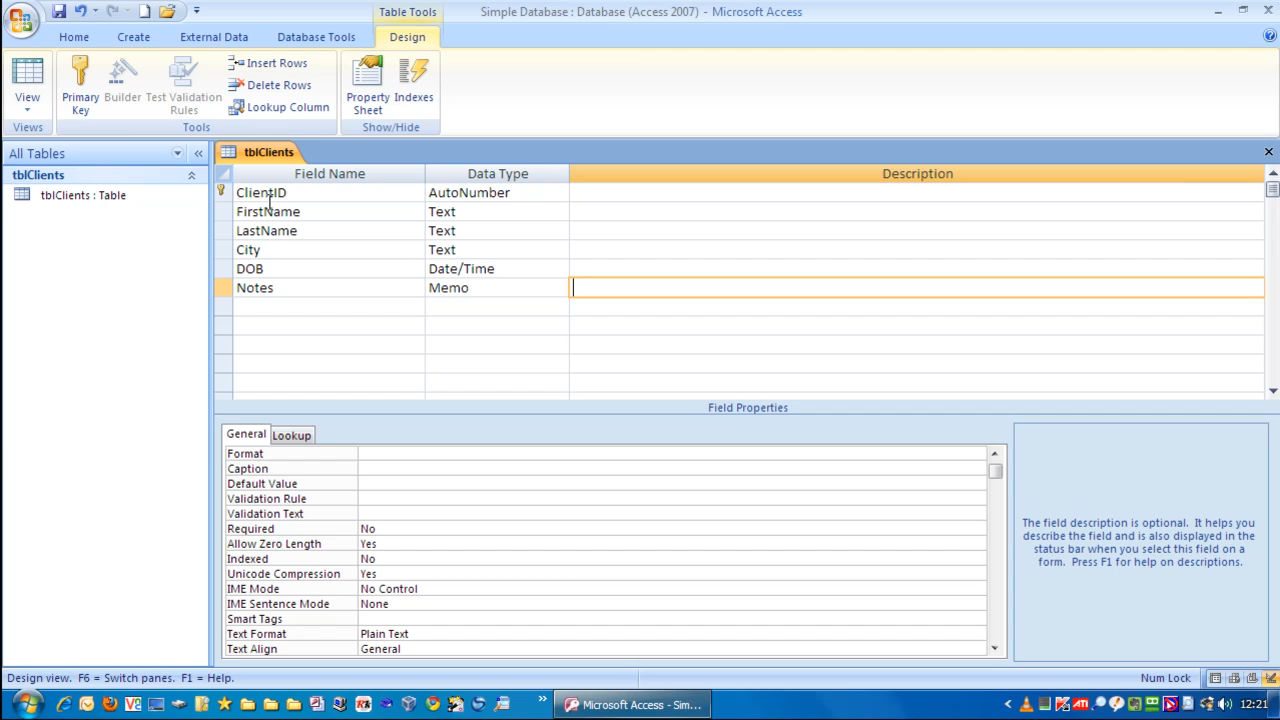 Table Tools
Simple Database : Database (Access 2007) - Microsoft Access
Home
Create
External Data
Database Tools
Design
View
Primary Key
Builder
Test Validation Rules
Insert Rows
Delete Rows
Lookup Column
Property Sheet
Indexes
Views
Tools
Show/Hide
All Tables
tblClients
tblClients : Table
tblClients
Field Name Data Type Description
ClientID AutoNumber
FirstName Text
LastName Text
City Text
DOB Date/Time
Notes Memo
Field Properties
General Lookup
Format
Caption
Default Value
Validation Rule
Validation Text
Required No
Allow Zero Length Yes
Indexed No
Unicode Compression Yes
IME Mode No Control
IME Sentence Mode None
Smart Tags
Text Format Plain Text
Text Align General
The field description is optional. It helps you
describe the field and is also displayed in the
status bar when you select this field on a
form. Press F1 for help on descriptions.
Design view. F6 = Switch panes. F1 = Help.
Num Lock
Microsoft Access - Sim...
12:21